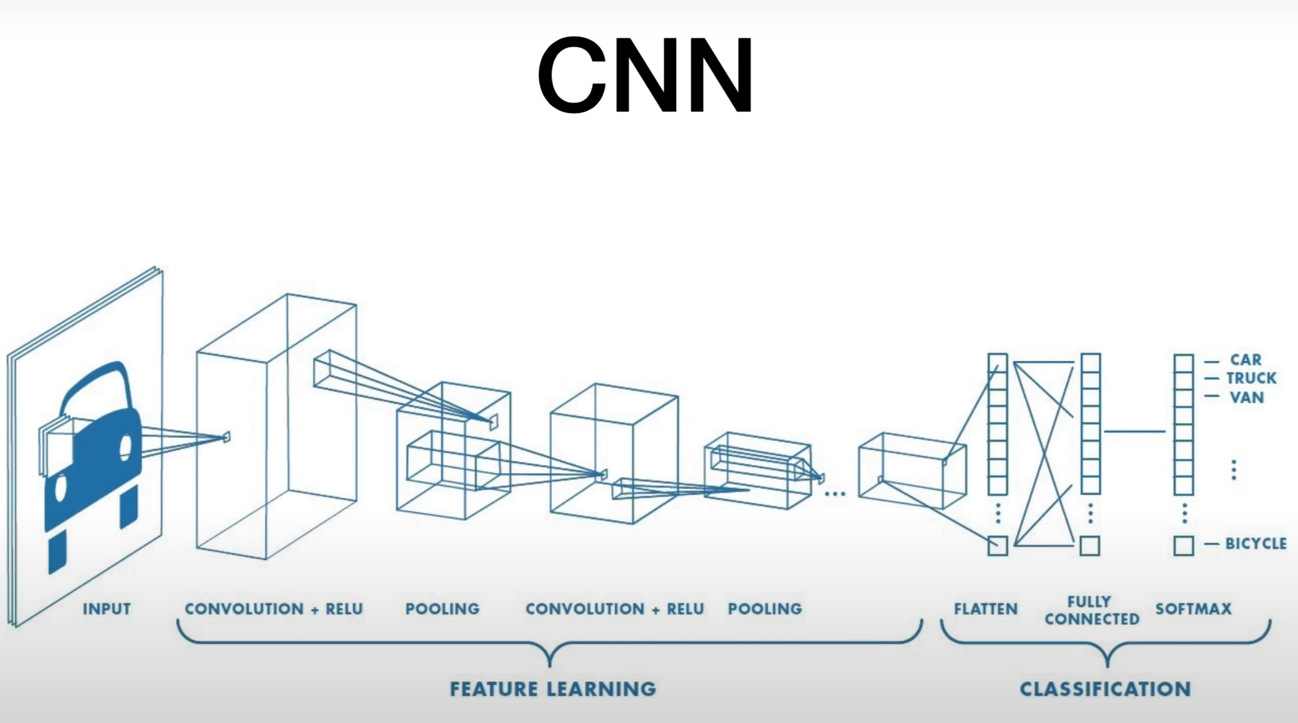 CNN
CAR
TRUCK
VAN
BICYCLE
INPUT
CONVOLUTION + RELU
POOLING
CONVOLUTION + RELU
POOLING
FLATTEN
FULLY
CONNECTED
SOFTMAX
FEATURE LEARNING
CLASSIFICATION